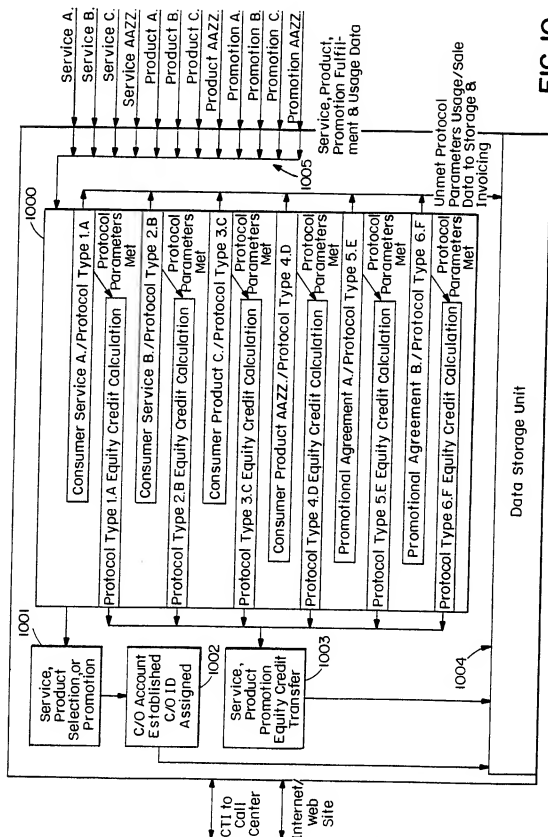 Service A.
Service B.
Service C.
Service AAZZ
Product A.
Product B.
Product C.
Product AAZZ
Promotion A.
Promotion B.
Promotion C.
Promotion AAZZ
Service, Product,
Promotion Fulfill-
ment & Usage Data
1005
Unmet Protocol
Parameters Usage/Sale
Data to Storage &
Invoicing
1000
Consumer Service A./Protocol Type 1.A
Protocol
Parameters
Met
Protocol Type 1.A Equity Credit Calculation
Consumer Service B./Protocol Type 2.B
Protocol
Parameters
Met
Protocol Type 2.B Equity Credit Calculation
Consumer Product C./Protocol Type 3.C
Protocol
Parameters
Met
Protocol Type 3.C Equity Credit Calculation
Consumer Product AAZZ./Protocol Type 4.D
Protocol
Parameters
Met
Protocol Type 4.D Equity Credit Calculation
Promotional Agreement A./Protocol Type 5.E
Protocol
Parameters
Met
Protocol Type 5.E Equity Credit Calculation
Promotional Agreement B./Protocol Type 6.F
Protocol
Parameters
Met
Protocol Type 6.F Equity Credit Calculation
1001
Service,
Product
Selection, or
Promotion
1002
C/O Account
Established
C/O ID
Assigned
1003
Service,
Product
Promotion
Equity Credit
Transfer
1004
Data Storage Unit
CTI to
Call
Center
Internet/
Web
Site